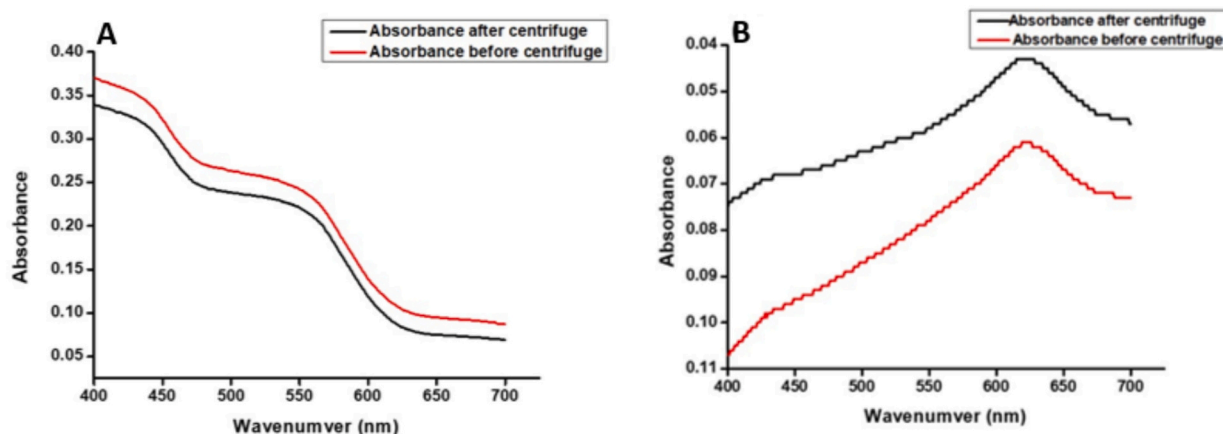 A
Absorbance after centrifuge
Absorbance before centrifuge
0.40
0.35
0.30
0.25
0.20
0.15
0.10
0.05
Absorbance
400 450 500 550 600 650 700
Wavenumver (nm)
B
Absorbance after centrifuge
Absorbance before centrifuge
0.04
0.05
0.06
0.07
0.08
0.09
0.10
0.11
Absorbance
400 450 500 550 600 650 700
Wavenumver (nm)